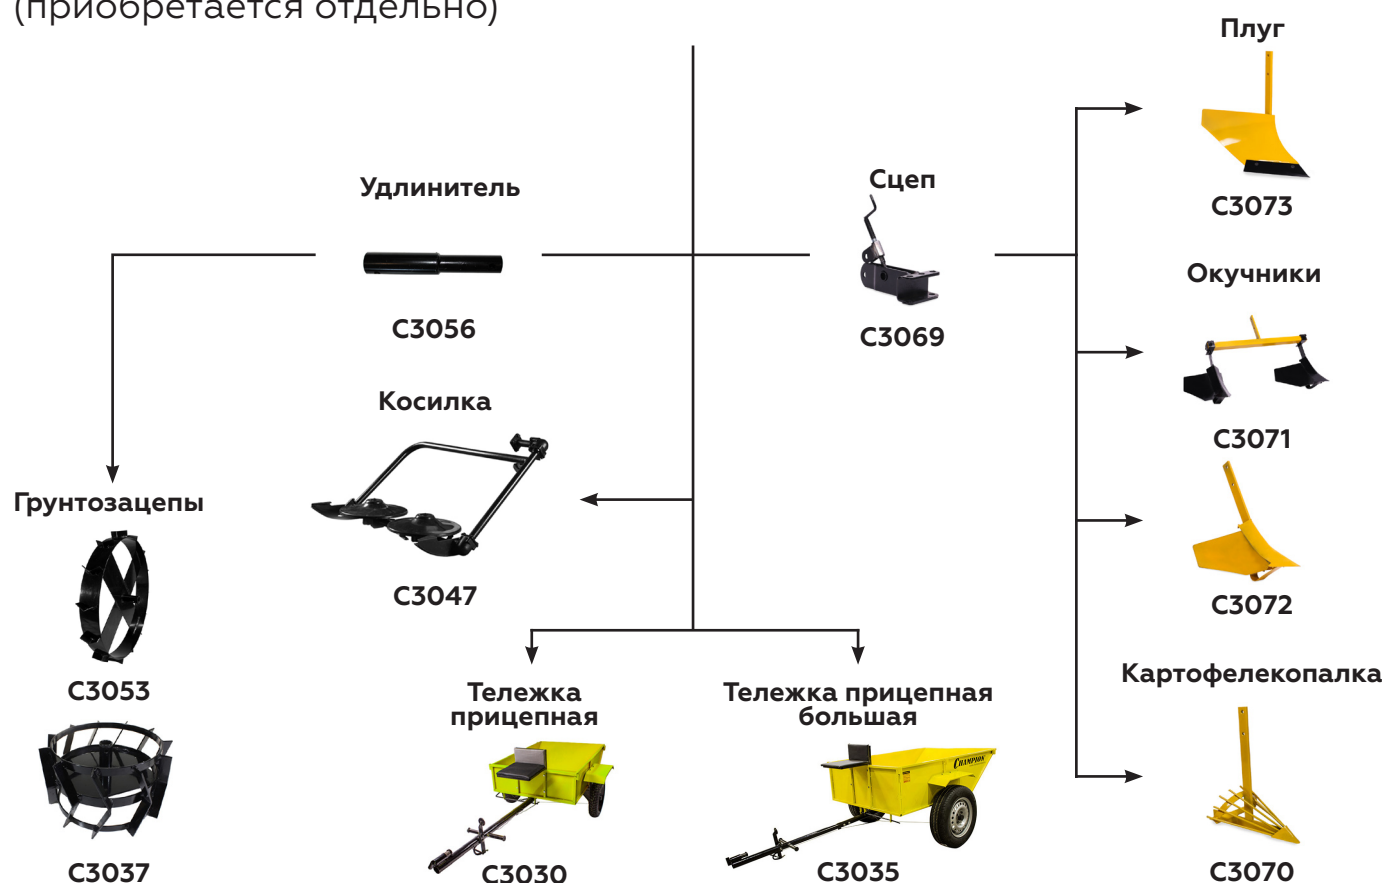 (приобретается отдельно)
Плуг
C3073
Удлинитель
C3056
Сцеп
C3069
Окучники
C3071
Косилка
C3047
C3072
Грунтозацепы
C3053
C3037
Тележка
прицепная
C3030
Тележка прицепная
большая
CHAMPION
C3035
Картофелекопалка
C3070